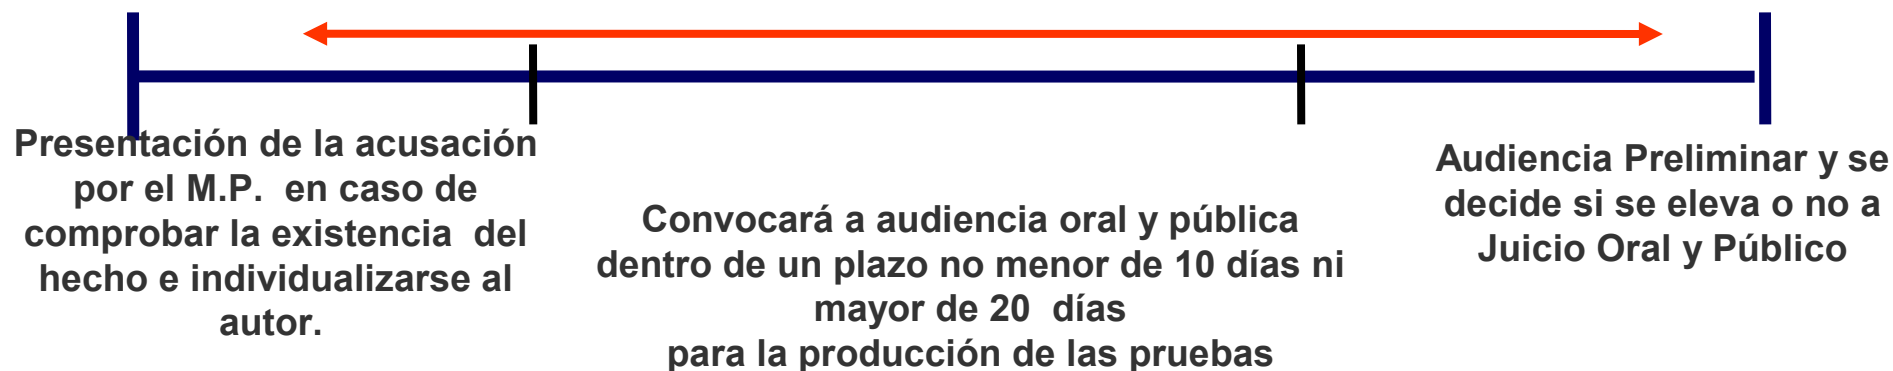 Presentación de la acusación
por el M.P. en caso de
comprobar la existencia del
hecho e individualizarse al
autor.
Convocará a audiencia oral y pública
dentro de un plazo no menor de 10 días ni
mayor de 20 días
para la producción de las pruebas
Audiencia Preliminar y se
decide si se eleva o no a
Juicio Oral y Público